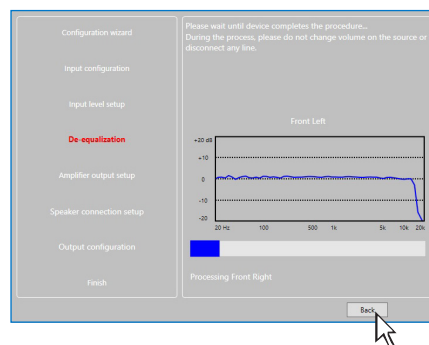 Configuration wizard
Input configuration
Input level setup
De-equalization
Amplifier output setup
Speaker connection setup
Output configuration
Finish
Please wait until device completes the procedure...
During the process, please do not change volume on the source or
disconnect any line.
Front Left
+20 dB
+10
0
-10
-20
20 Hz 100 500 1k 5k 10k 20k
Processing Front Right
Back